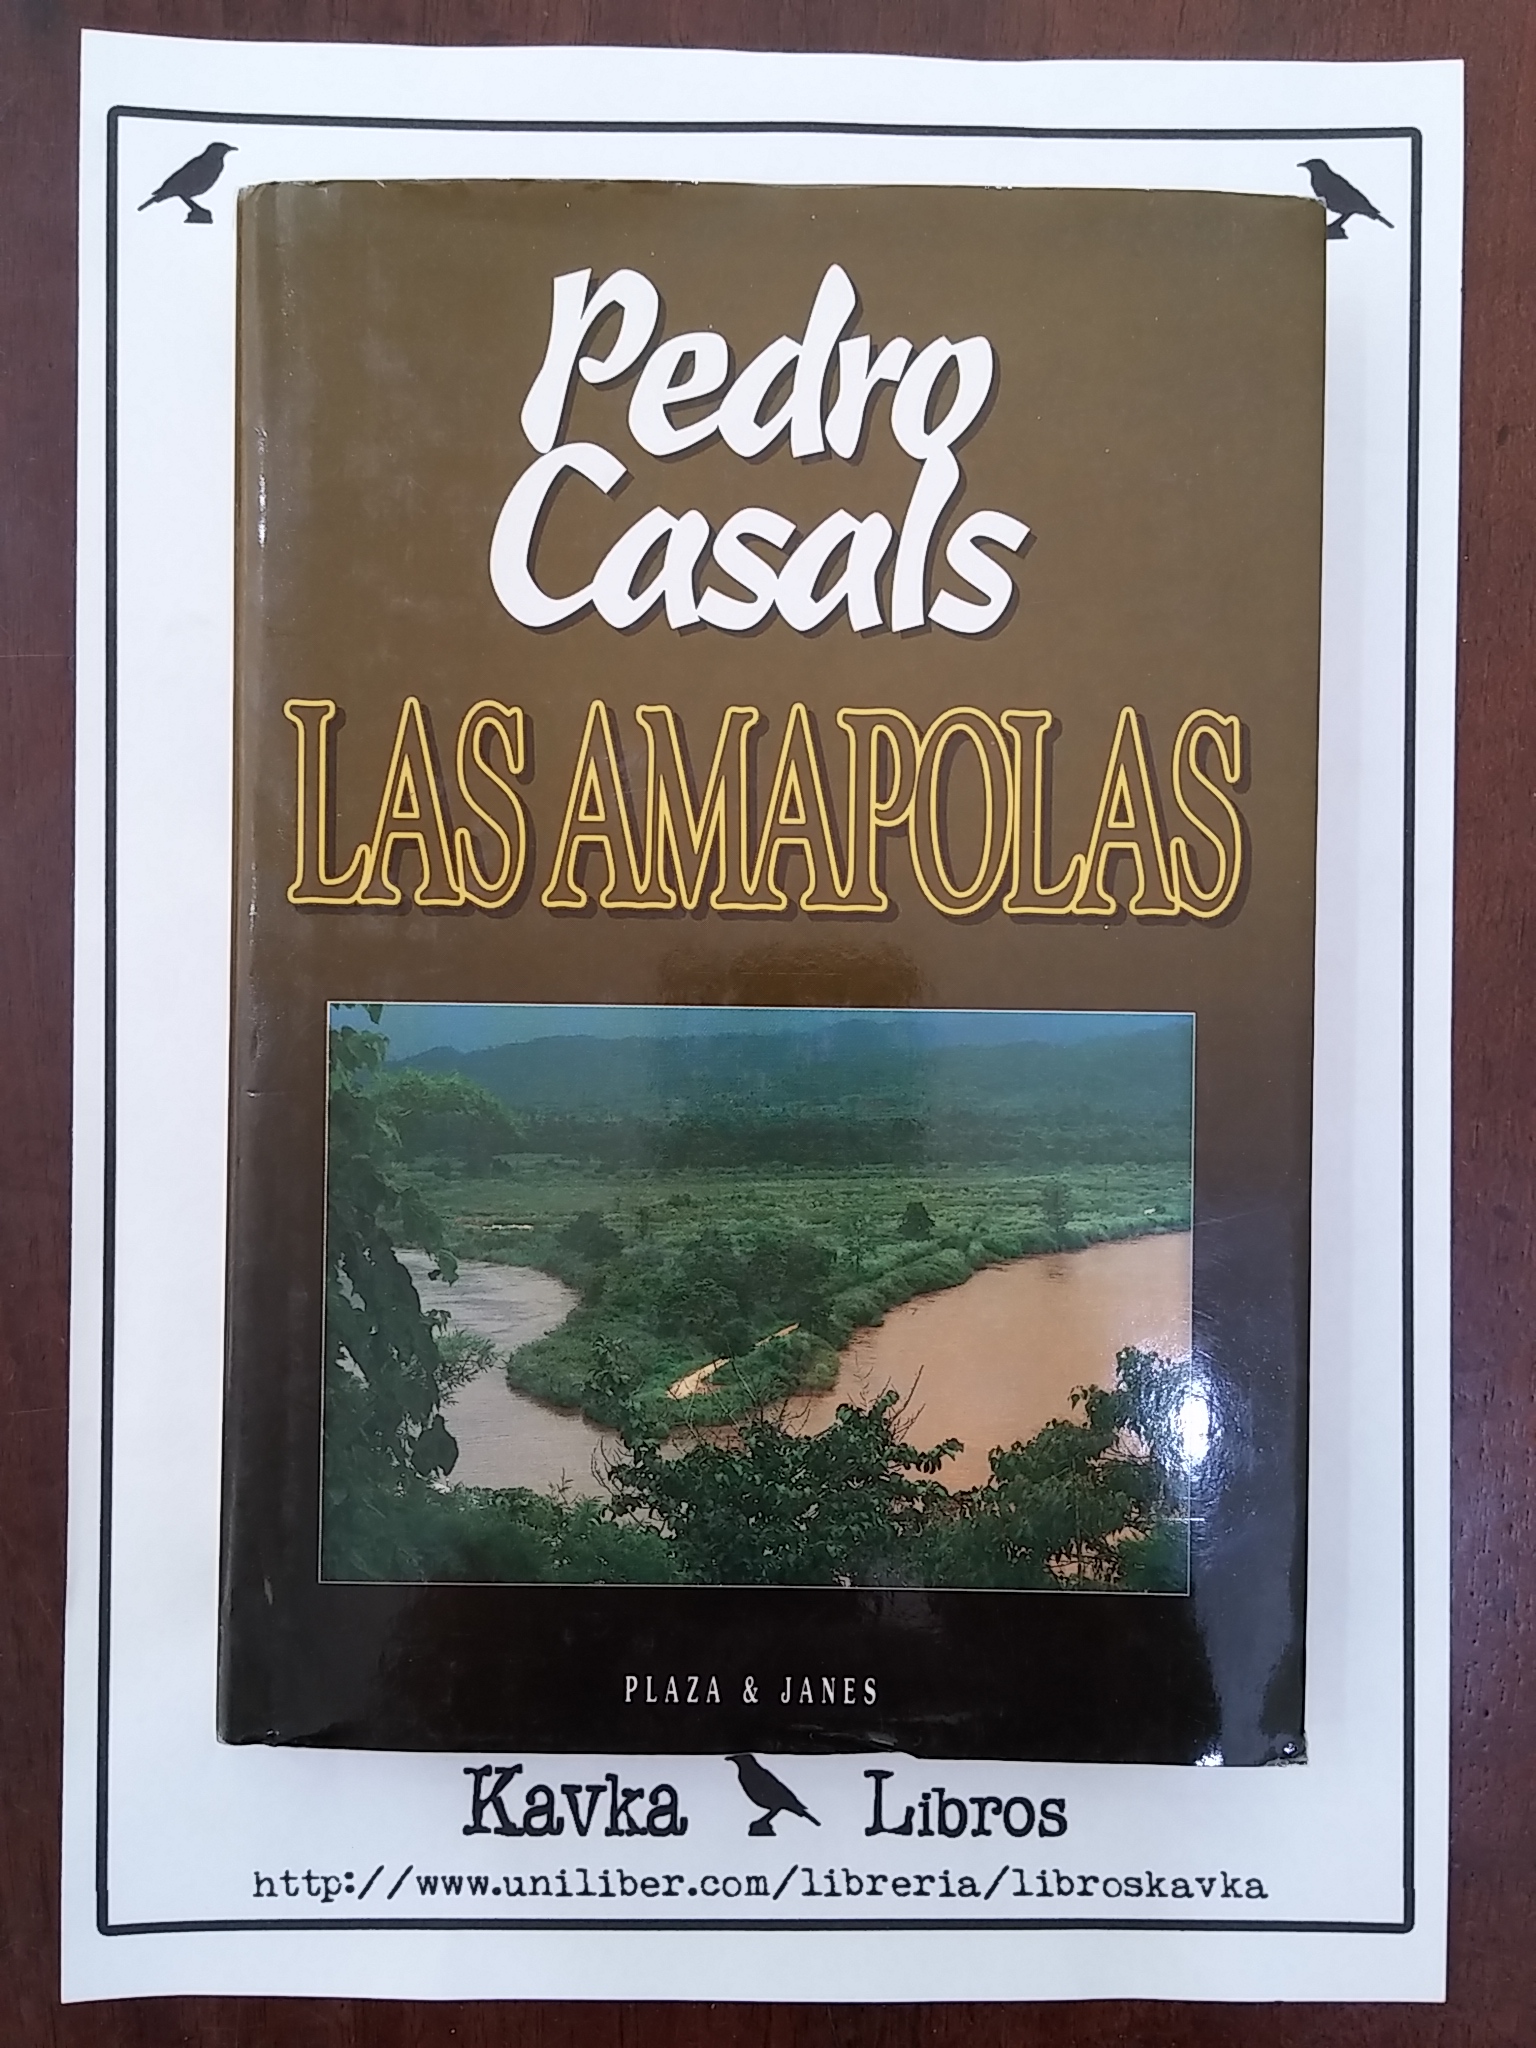 Pedro
Casals
LAS AMAPOLAS
PLAZA & JANES
Kavka Libros
http://www.uniliber.com/libreria/libroskavka